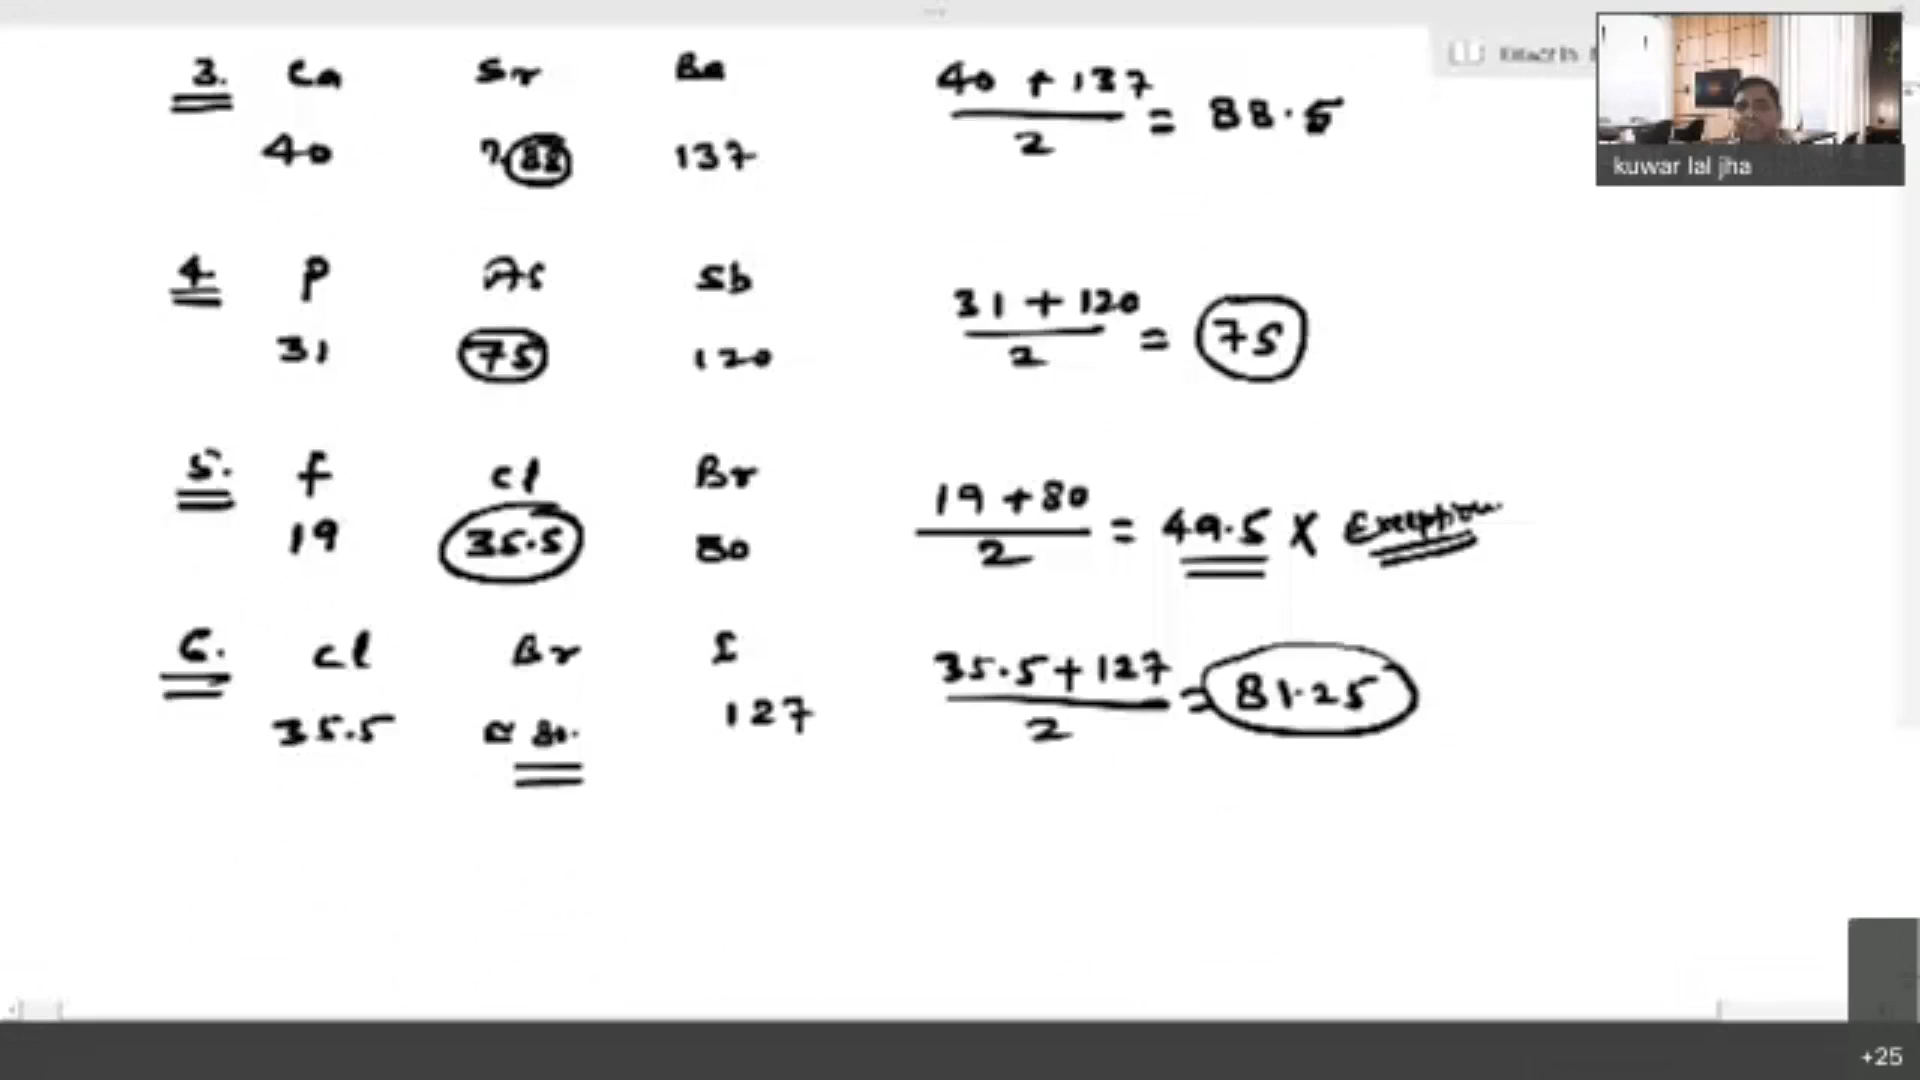 3. Ca Sr Ba
40 + 137
2
= 88.5
40 ? 88 137
4 P As Sb
31 75 120
31 + 120
2
= 75
5. F Cl Br
19 35.5 80
19 + 80
2
= 49.5 X Exception
6. Cl Br I
35.5 ≈ 80. 127
35.5 + 127
2
= 81.25
kuwar lal jha
+25